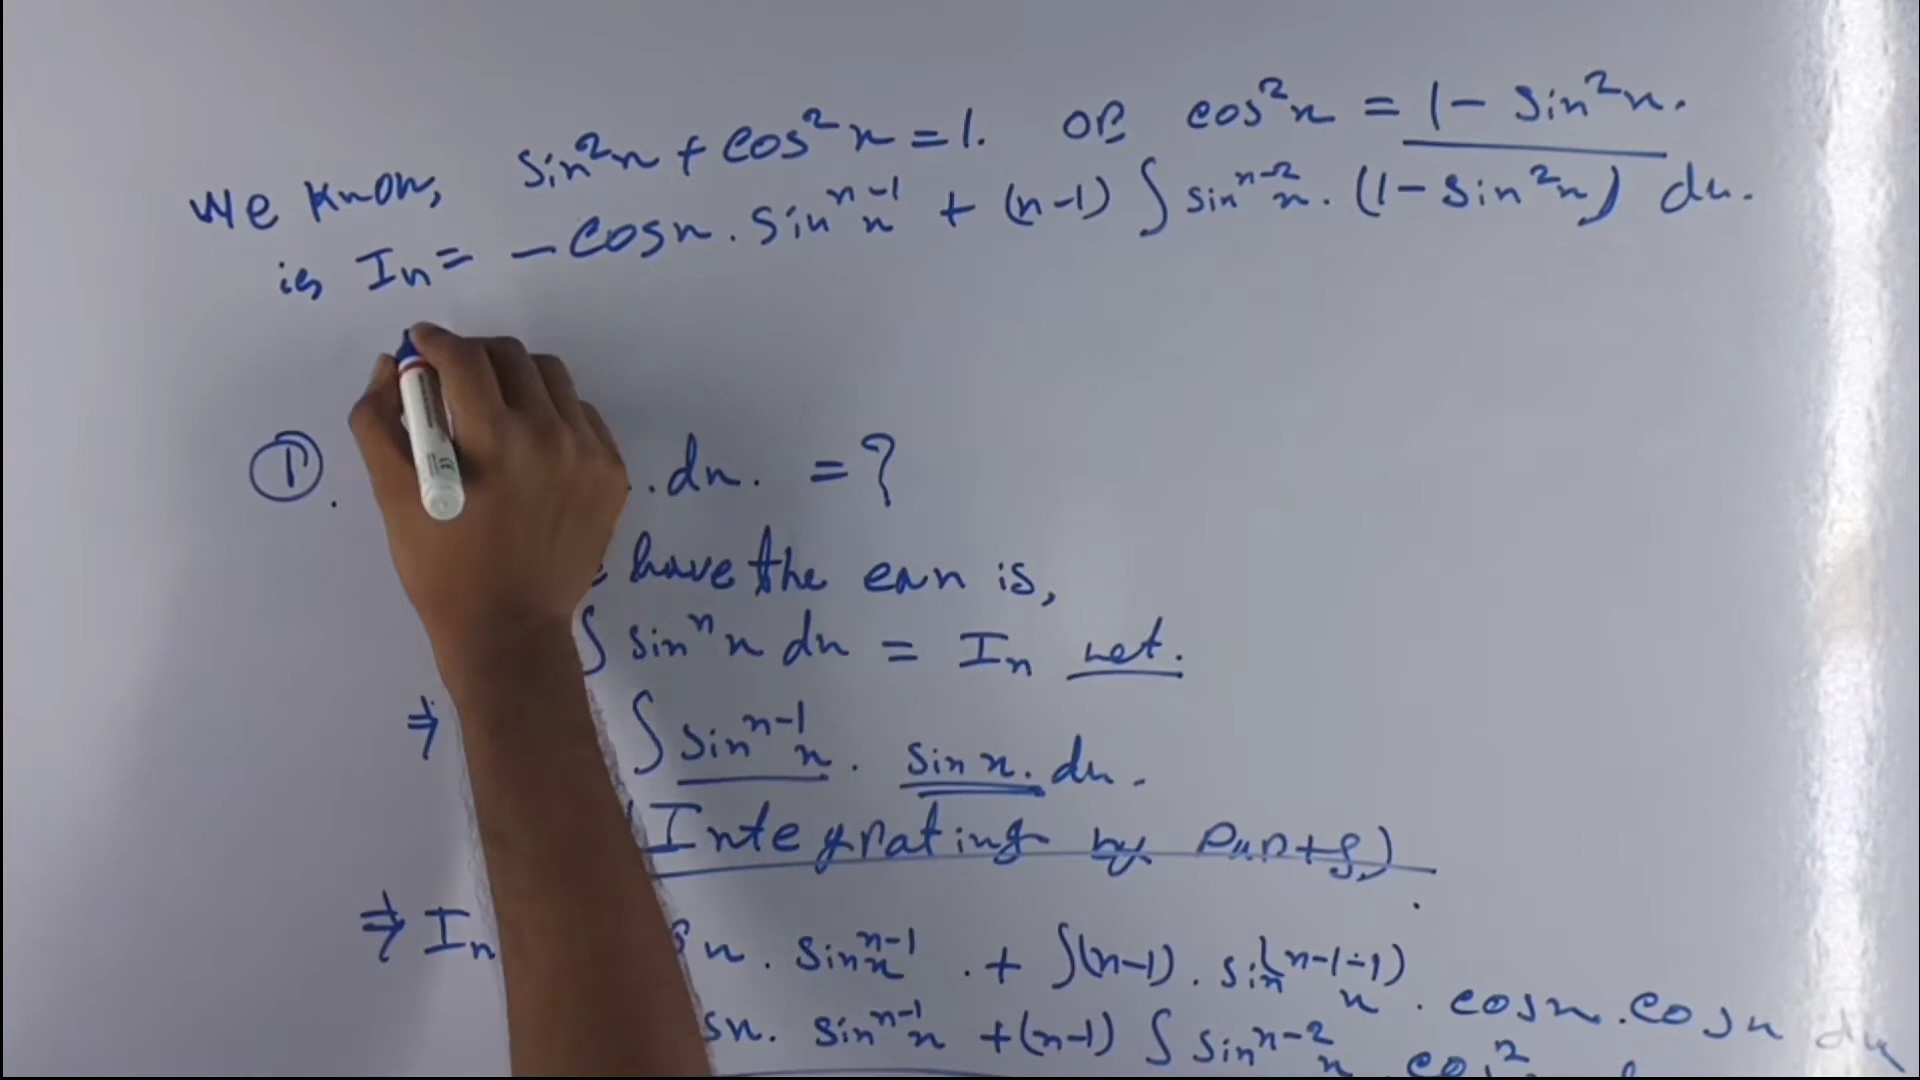 We know, sin²x + cos²x = 1. or cos²x = 1 - sin²x.
is Iₙ = - cosx . sinⁿ⁻¹x + (n-1) ∫ sinⁿ⁻²x . (1 - sin²x) dx.
①. . dx. = ?
have the eqn is,
∫ sinⁿx dx = Iₙ let.
⇒ ∫ sinⁿ⁻¹x . sin x. dx.
(Integrating by Parts)
⇒ Iₙ sx . sinⁿ⁻¹x . + ∫(n-1) . sin⁽ⁿ⁻¹⁻¹⁾x . cosx . cosx dx
sx. sinⁿ⁻¹x + (n-1) ∫ sinⁿ⁻²x cos²